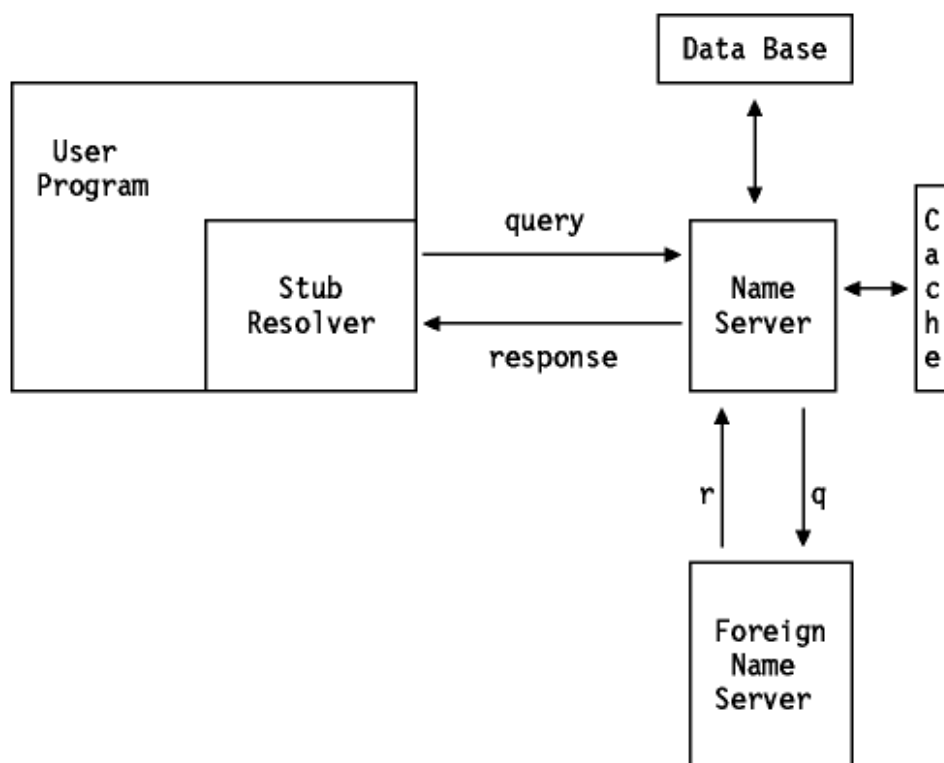 Data Base
User
Program
query
Stub
Resolver
Name
Server
C
a
c
h
e
response
r
q
Foreign
Name
Server